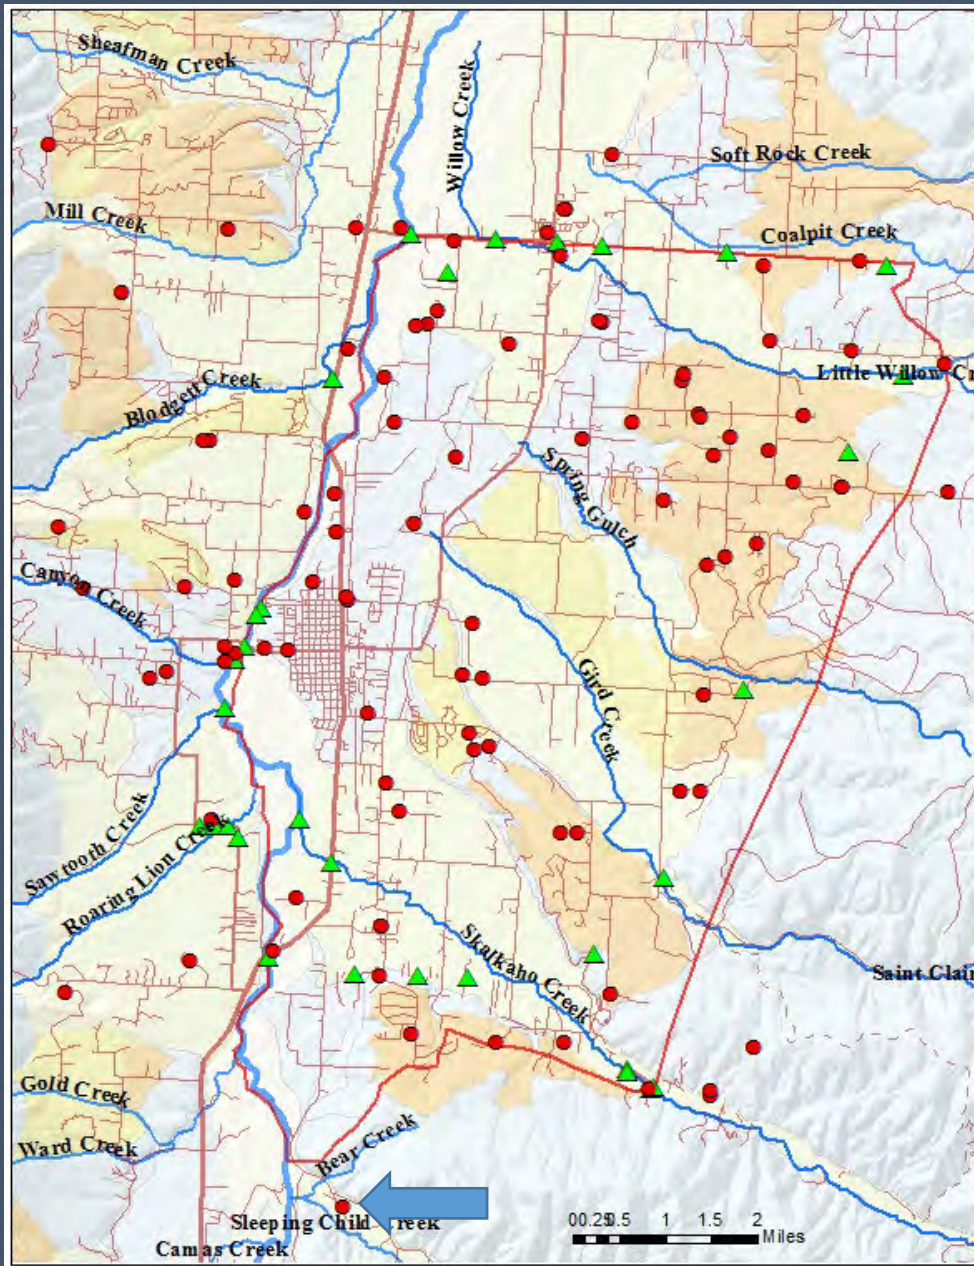 Sheafman Creek
Willow Creek
Soft Rock Creek
Mill Creek
Coalpit Creek
Little Willow Cr
Blodgett Creek
Spring Gulch
Canyon Creek
Gird Creek
Sawtooth Creek
Roaring Lion Creek
Skalkaho Creek
Saint Clair
Gold Creek
Ward Creek
Bear Creek
Sleeping Child Creek
Camas Creek
0 0.25 0.5 1 1.5 2
Miles